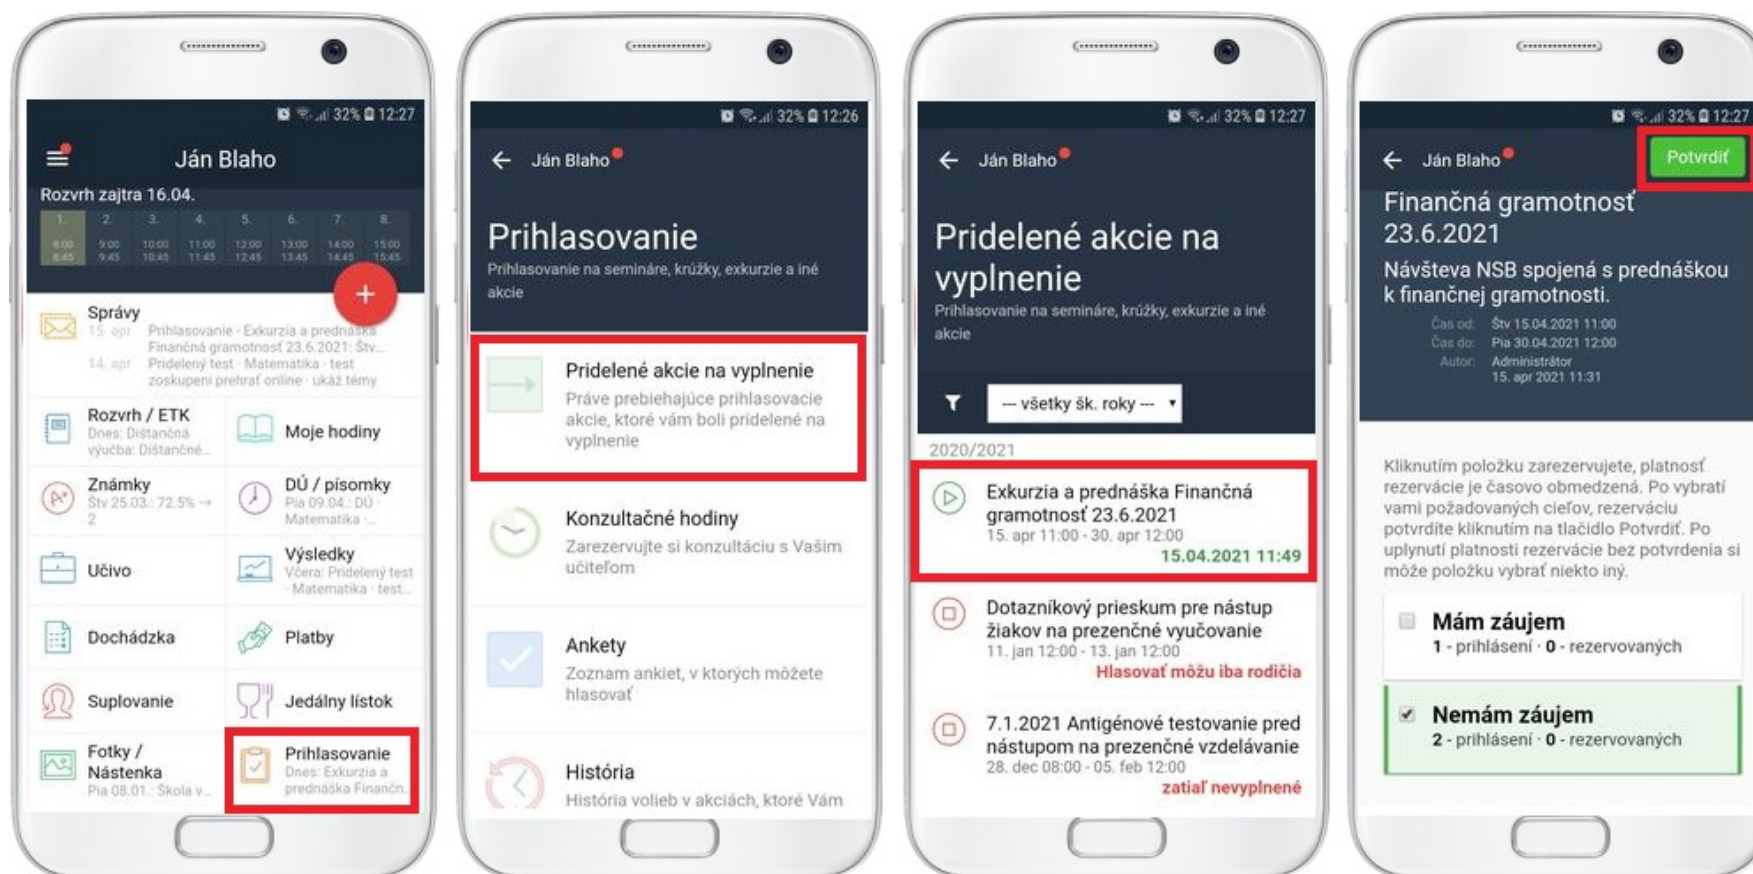 32% 12:27
Ján Blaho
Rozvrh zajtra 16.04.
1. 2. 3. 4. 5. 6. 7. 8.
8:00 9:00 10:00 11:00 12:00 13:00 14:00 15:00
8:45 9:45 10:45 11:45 12:45 13:45 14:45 15:45
+
Správy
15. apr Prihlasovanie · Exkurzia a prednáška
Finančná gramotnosť 23.6.2021: Štv...
14. apr Pridelený test · Matematika · test
zoskupeni prehrať online · ukáž témy
Rozvrh / ETK
Dnes: Dištančná
výučba: Dištančné...
Moje hodiny
Známky
Štv 25.03.: 72.5% →
2
DÚ / písomky
Pia 09.04.: DÚ ·
Matematika ·...
Učivo
Výsledky
Včera: Pridelený test
· Matematika · test...
Dochádzka
Platby
Suplovanie
Jedálny lístok
Fotky /
Nástenka
Pia 08.01.: Škola v...
Prihlasovanie
Dnes: Exkurzia a
prednáška Finančn...
32% 12:26
Ján Blaho
Prihlasovanie
Prihlasovanie na semináre, krúžky, exkurzie a iné
akcie
Pridelené akcie na vyplnenie
Práve prebiehajúce prihlasovacie
akcie, ktoré vám boli pridelené na
vyplnenie
Konzultačné hodiny
Zarezervujte si konzultáciu s Vašim
učiteľom
Ankety
Zoznam ankiet, v ktorých môžete
hlasovať
História
História volieb v akciách, ktoré Vám
32% 12:27
Ján Blaho
Pridelené akcie na
vyplnenie
Prihlasovanie na semináre, krúžky, exkurzie a iné
akcie
--- všetky šk. roky ---
2020/2021
Exkurzia a prednáška Finančná
gramotnosť 23.6.2021
15. apr 11:00 - 30. apr 12:00
15.04.2021 11:49
Dotazníkový prieskum pre nástup
žiakov na prezenčné vyučovanie
11. jan 12:00 - 13. jan 12:00
Hlasovať môžu iba rodičia
7.1.2021 Antigénové testovanie pred
nástupom na prezenčné vzdelávanie
28. dec 08:00 - 05. feb 12:00
zatiaľ nevyplnené
32% 12:27
Ján Blaho
Potvrdiť
Finančná gramotnosť
23.6.2021
Návšteva NSB spojená s prednáškou
k finančnej gramotnosti.
Čas od: Štv 15.04.2021 11:00
Čas do: Pia 30.04.2021 12:00
Autor: Administrátor
15. apr 2021 11:31
Kliknutím položku zarezervujete, platnosť
rezervácie je časovo obmedzená. Po vybratí
vami požadovaných cieľov, rezerváciu
potvrdíte kliknutím na tlačidlo Potvrdiť. Po
uplynutí platnosti rezervácie bez potvrdenia si
môže položku vybrať niekto iný.
Mám záujem
1 - prihlásení · 0 - rezervovaných
Nemám záujem
2 - prihlásení · 0 - rezervovaných